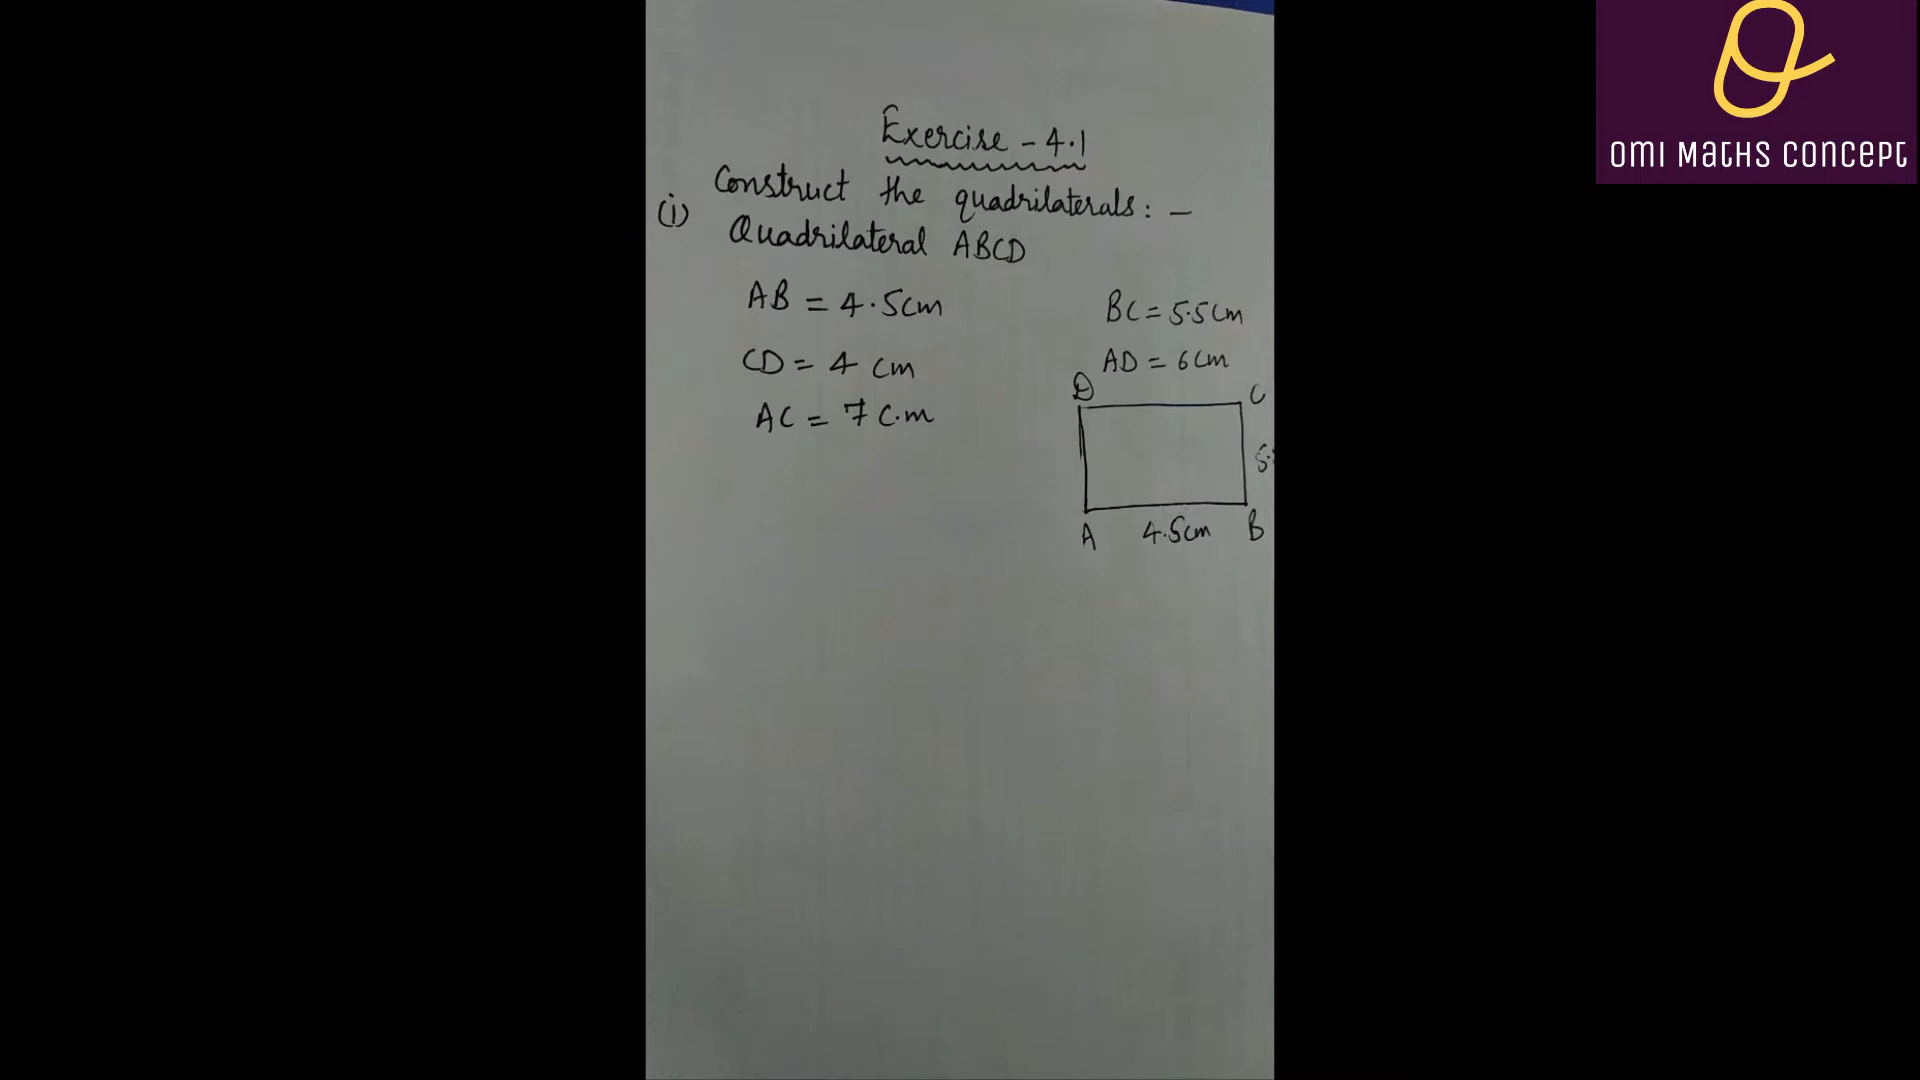 Exercise - 4.1
Construct the quadrilaterals: -
(i) Quadrilateral ABCD
AB = 4.5cm
BC = 5.5cm
CD = 4 cm
AD = 6cm
AC = 7 c.m
D
C
A
4.5cm
B
OMI MATHS CONCEPT